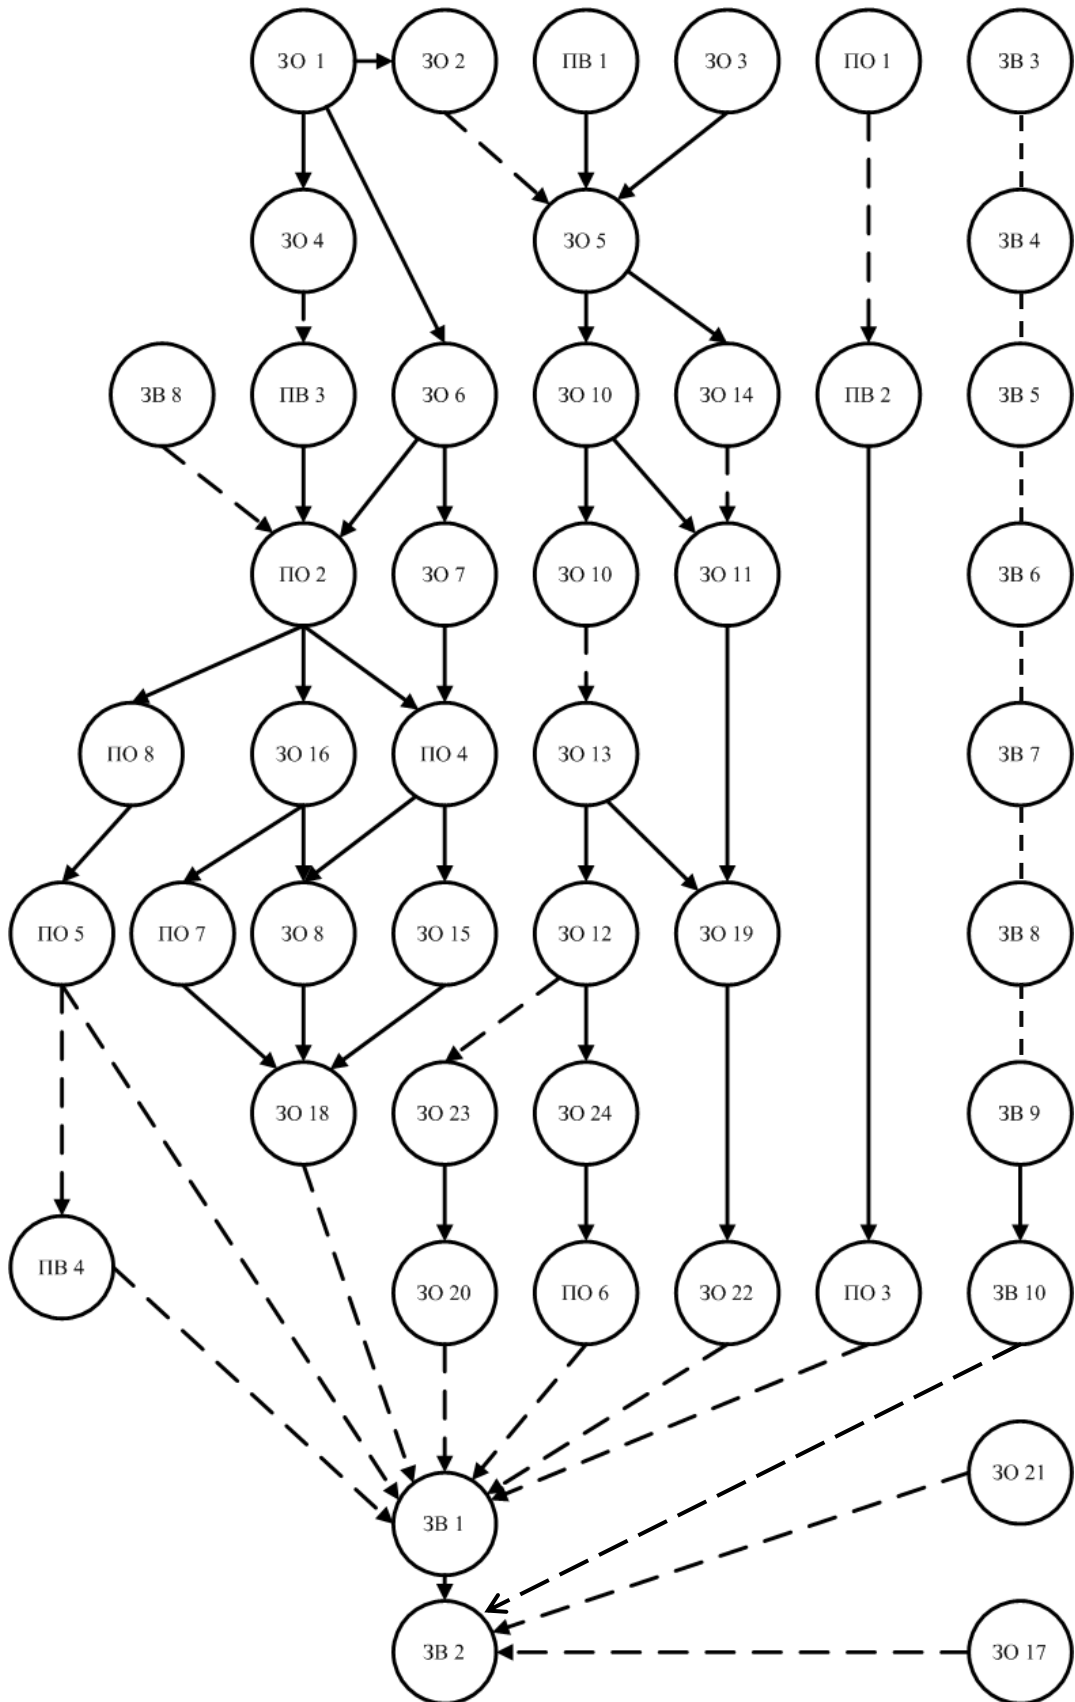 ЗО 1
ЗО 2
ПВ 1
ЗО 3
ПО 1
ЗВ 3
ЗО 4
ЗО 5
ЗВ 4
ЗВ 8
ПВ 3
ЗО 6
ЗО 10
ЗО 14
ПВ 2
ЗВ 5
ПО 2
ЗО 7
ЗО 10
ЗО 11
ЗВ 6
ПО 8
ЗО 16
ПО 4
ЗО 13
ЗВ 7
ПО 5
ПО 7
ЗО 8
ЗО 15
ЗО 12
ЗО 19
ЗВ 8
ЗО 18
ЗО 23
ЗО 24
ЗВ 9
ПВ 4
ЗО 20
ПО 6
ЗО 22
ПО 3
ЗВ 10
ЗО 21
ЗВ 1
ЗВ 2
ЗО 17